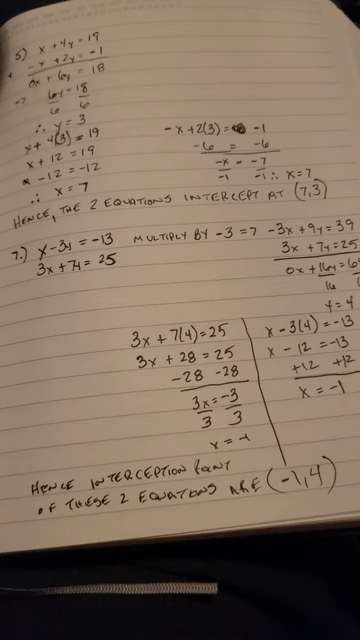 5) x + 4y = 19
+ -x + 2y = -1
0x + 6y = 18
=> 6y = 18
6 6
∴ y = 3
x + 4(3) = 19
x + 12 = 19
-12 = -12
∴ x = 7
-x + 2(3) = -1
-6 = -6
-x = -7
-1 -1 ∴ x = 7
HENCE, THE 2 EQUATIONS INTERCEPT AT (7,3)
7.) x - 3y = -13 MULTIPLY BY -3 => -3x + 9y = 39
3x + 7y = 25
3x + 7y = 25
0x + 16y = 6
16
y = 4
3x + 7(4) = 25
3x + 28 = 25
-28 -28
3x = -3
3 3
x = -1
x - 3(4) = -13
x - 12 = -13
+12 +12
x = -1
HENCE INTERCEPTION POINT
OF THESE 2 EQUATIONS ARE (-1,4)